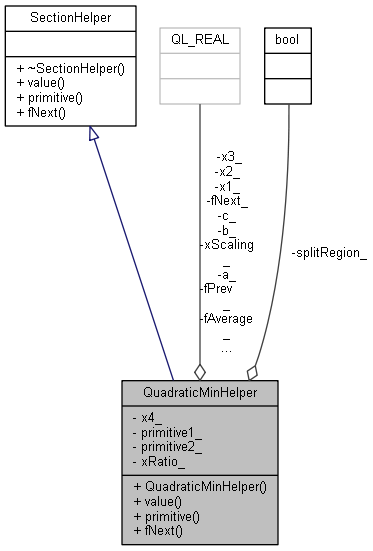 SectionHelper
+ ~SectionHelper()
+ value()
+ primitive()
+ fNext()
QL_REAL
bool
-x3_
-x2_
-x1_
-fNext_
-c_
-b_
-xScaling
_
-a_
-fPrev
_
-fAverage
_
...
-splitRegion_
QuadraticMinHelper
- x4_
- primitive1_
- primitive2_
- xRatio_
+ QuadraticMinHelper()
+ value()
+ primitive()
+ fNext()